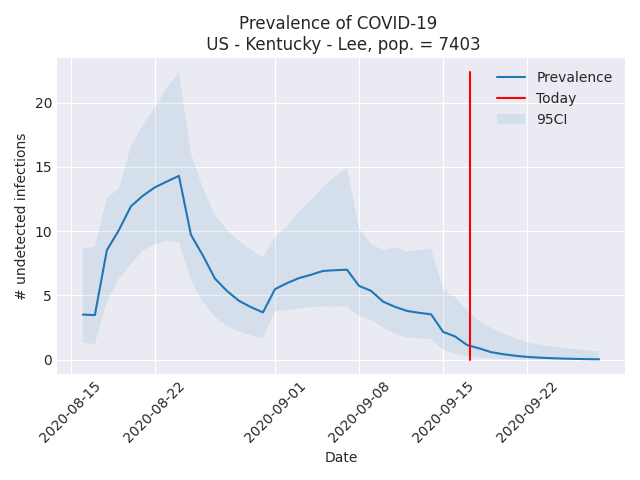 Prevalence of COVID-19
US - Kentucky - Lee, pop. = 7403
Prevalence
Today
95CI
# undetected infections
20
15
10
5
0
2020-08-15
2020-08-22
2020-09-01
2020-09-08
2020-09-15
2020-09-22
Date